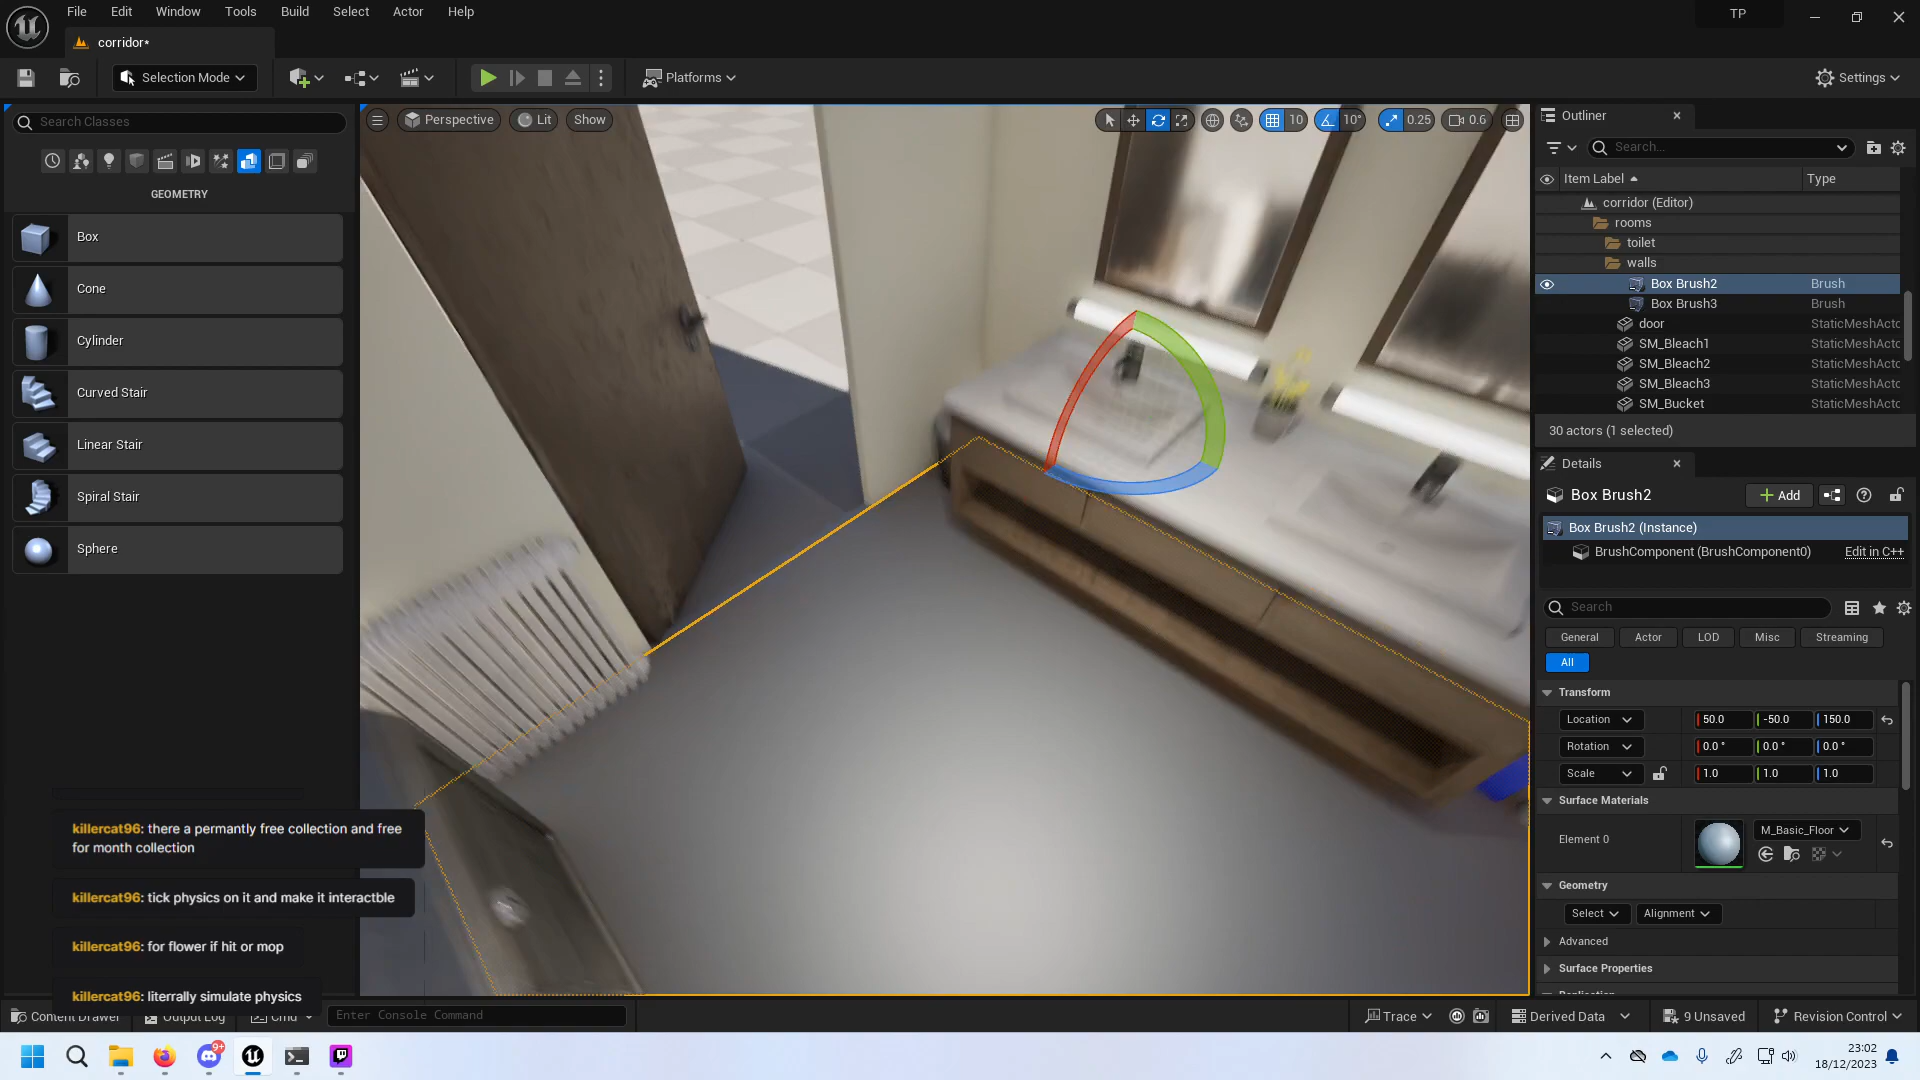 File Edit Window Tools Build Select Actor Help
TP
corridor*
Selection Mode
Platforms
Settings
Search Classes
GEOMETRY
Box
Cone
Cylinder
Curved Stair
Linear Stair
Spiral Stair
Sphere
Perspective Lit Show
10 10° 0.25 0.6
Outliner
Search...
Item Label Type
corridor (Editor)
rooms
toilet
walls
Box Brush2 Brush
Box Brush3 Brush
door StaticMeshActo
SM_Bleach1 StaticMeshActo
SM_Bleach2 StaticMeshActo
SM_Bleach3 StaticMeshActo
SM_Bucket StaticMeshActo
30 actors (1 selected)
Details
Box Brush2 Add
Box Brush2 (Instance)
BrushComponent (BrushComponent0) Edit in C++
Search
General Actor LOD Misc Streaming
All
Transform
Location 50.0 -50.0 150.0
Rotation 0.0 ° 0.0 ° 0.0 °
Scale 1.0 1.0 1.0
Surface Materials
Element 0 M_Basic_Floor
Geometry
Select Alignment
Advanced
Surface Properties
Replication
killercat96: there a permantly free collection and free
for month collection
killercat96: tick physics on it and make it interactble
killercat96: for flower if hit or mop
killercat96: literrally simulate physics
Content Drawer Output Log Cmd Enter Console Command
Trace Derived Data 9 Unsaved Revision Control
9+
23:02
18/12/2023